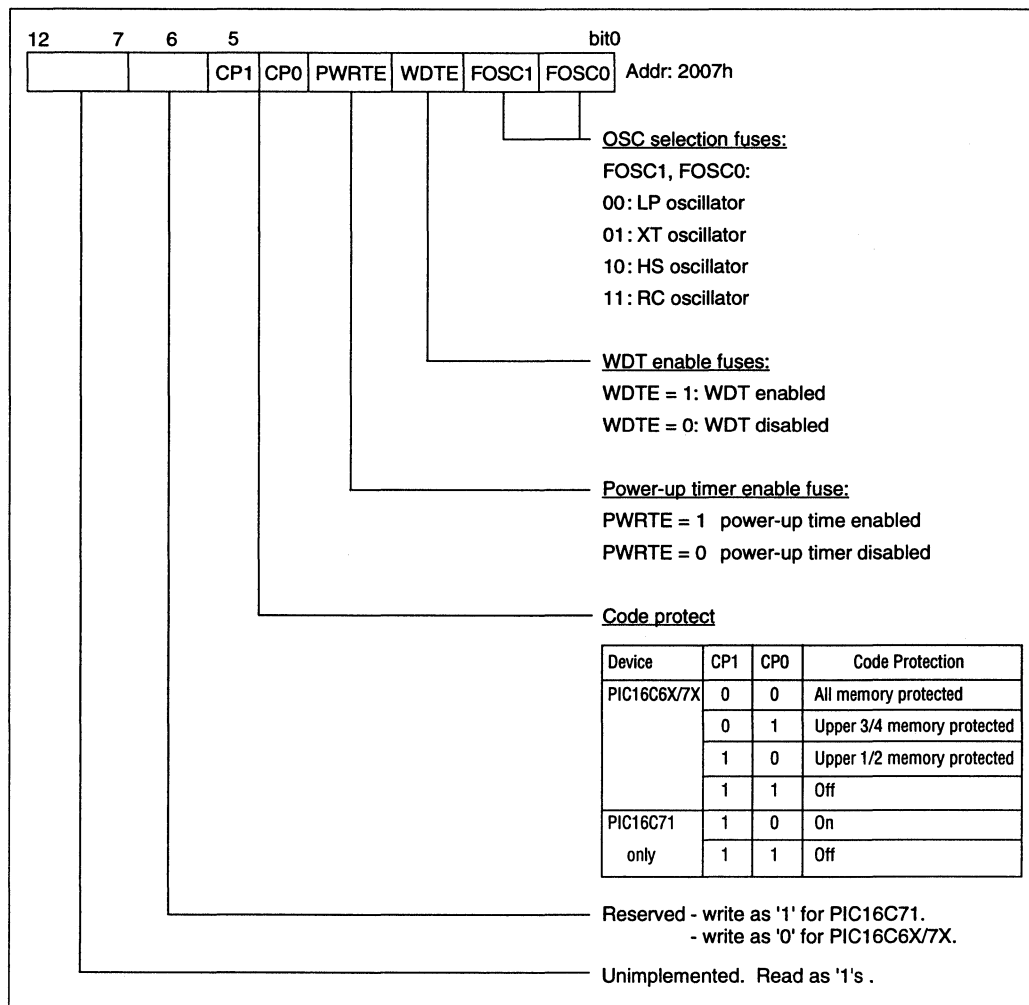 12 7 6 5 bit0
CP1 CP0 PWRTE WDTE FOSC1 FOSC0 Addr: 2007h
OSC selection fuses:
FOSC1, FOSC0:
00: LP oscillator
01: XT oscillator
10: HS oscillator
11: RC oscillator
WDT enable fuses:
WDTE = 1: WDT enabled
WDTE = 0: WDT disabled
Power-up timer enable fuse:
PWRTE = 1 power-up time enabled
PWRTE = 0 power-up timer disabled
Code protect
Device CP1 CP0 Code Protection
PIC16C6X/7X 0 0 All memory protected
0 1 Upper 3/4 memory protected
1 0 Upper 1/2 memory protected
1 1 Off
PIC16C71 1 0 On
only 1 1 Off
Reserved - write as '1' for PIC16C71.
- write as '0' for PIC16C6X/7X.
Unimplemented. Read as '1's .